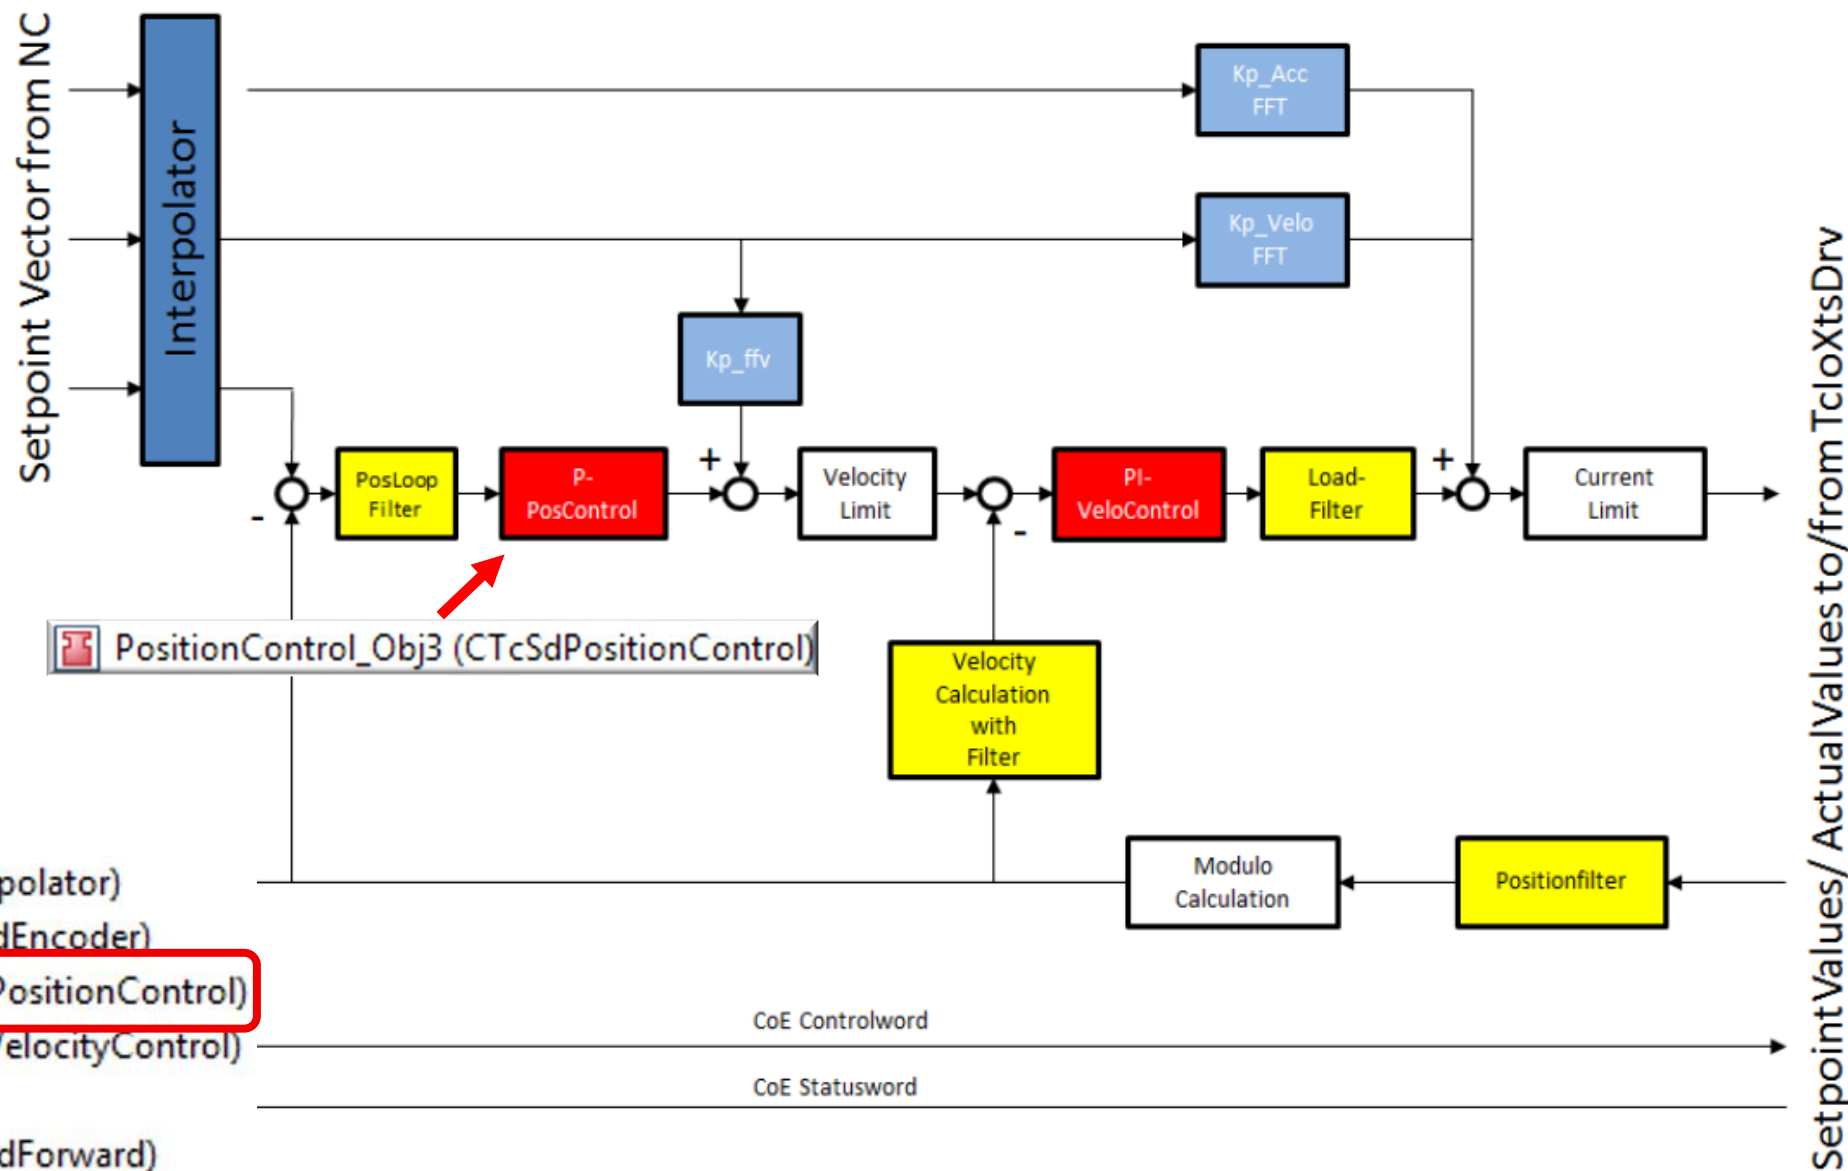 Setpoint Vector from NC
Interpolator
Kp_Acc
FFT
Kp_Velo
FFT
Kp_ffv
PosLoop
Filter
P-
PosControl
+
Velocity
Limit
PI-
VeloControl
Load-
Filter
+
Current
Limit
-
-
PositionControl_Obj3 (CTcSdPositionControl)
Velocity
Calculation
with
Filter
Modulo
Calculation
Positionfilter
polator)
dEncoder)
PositionControl)
VelocityControl)
dForward)
CoE Controlword
CoE Statusword
SetpointValues/ ActualValues to/from TcIoXtsDrv